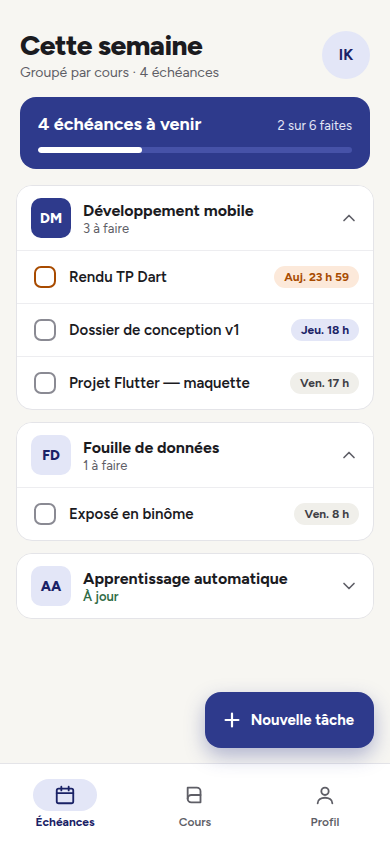 Cette semaine
Groupé par cours · 4 échéances
IK
4 échéances à venir
2 sur 6 faites
DM
Développement mobile
3 à faire
Rendu TP Dart
Auj. 23 h 59
Dossier de conception v1
Jeu. 18 h
Projet Flutter — maquette
Ven. 17 h
FD
Fouille de données
1 à faire
Exposé en binôme
Ven. 8 h
AA
Apprentissage automatique
À jour
Nouvelle tâche
Échéances
Cours
Profil